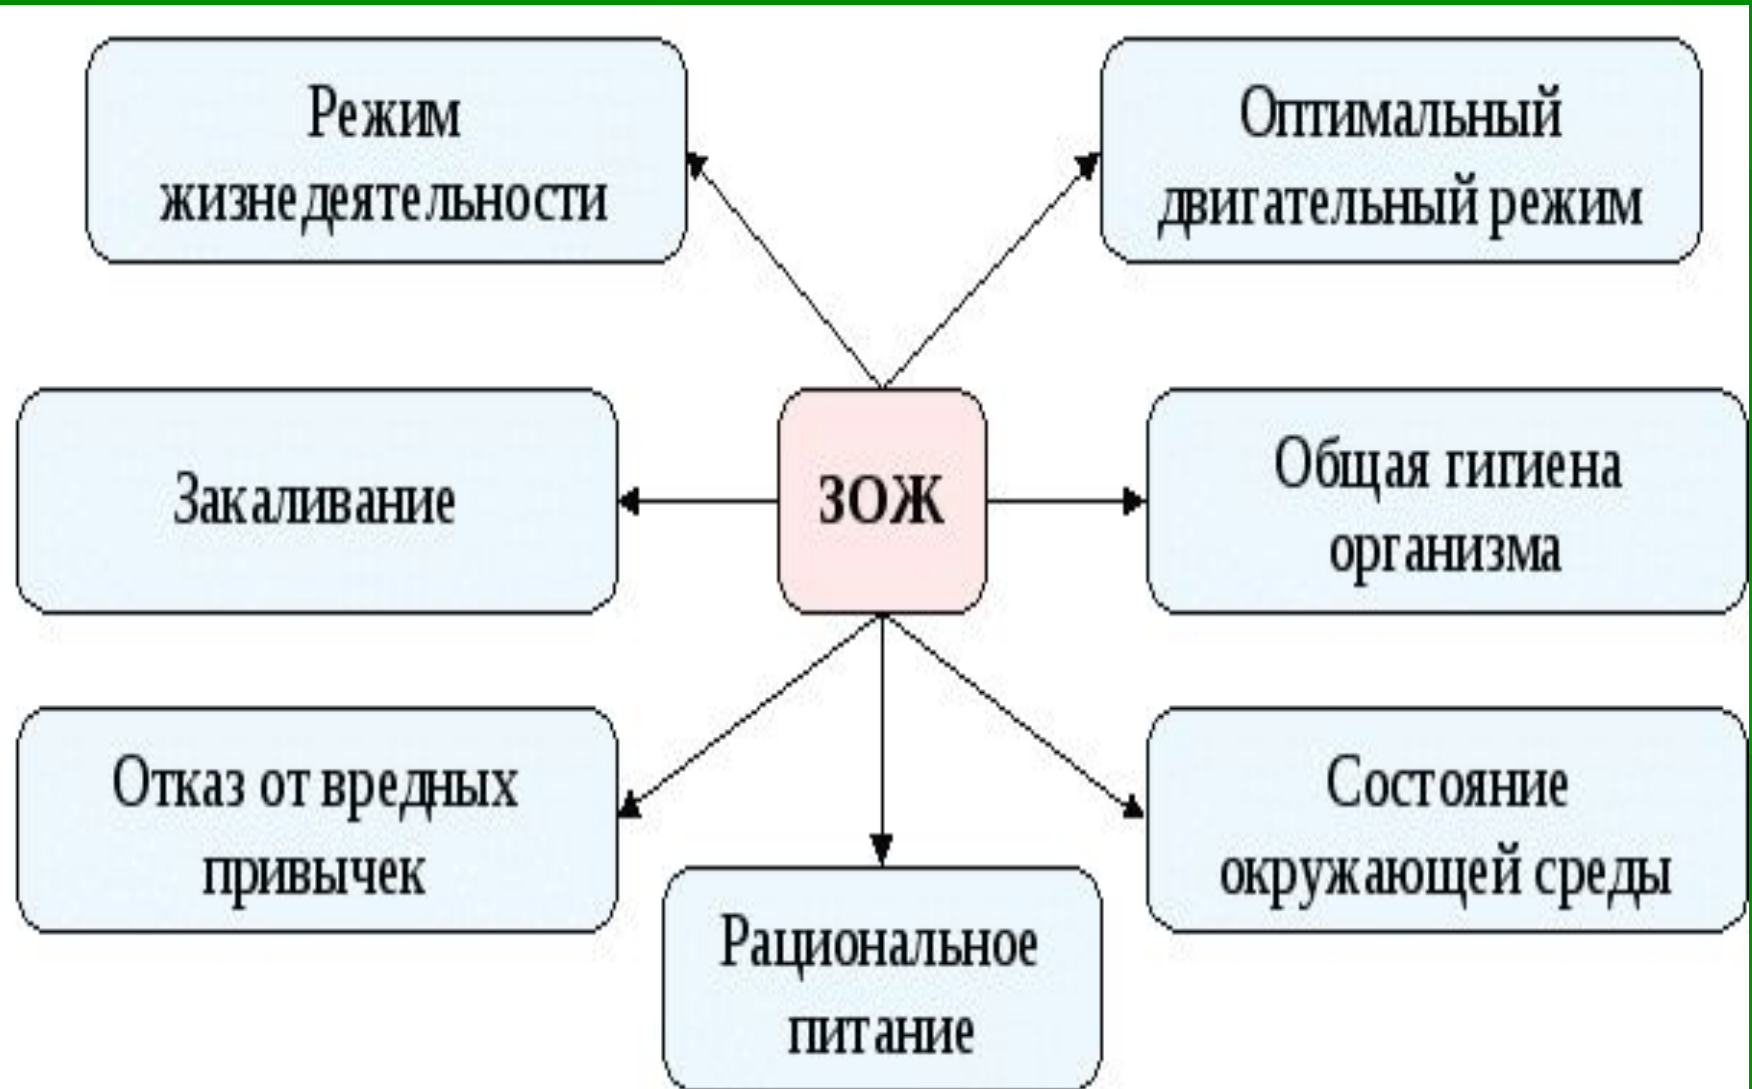 Режим
жизнедеятельности
Оптимальный
двигательный режим
Закаливание
ЗОЖ
Общая гигиена
организма
Отказ от вредных
привычек
Рациональное
питание
Состояние
окружающей среды